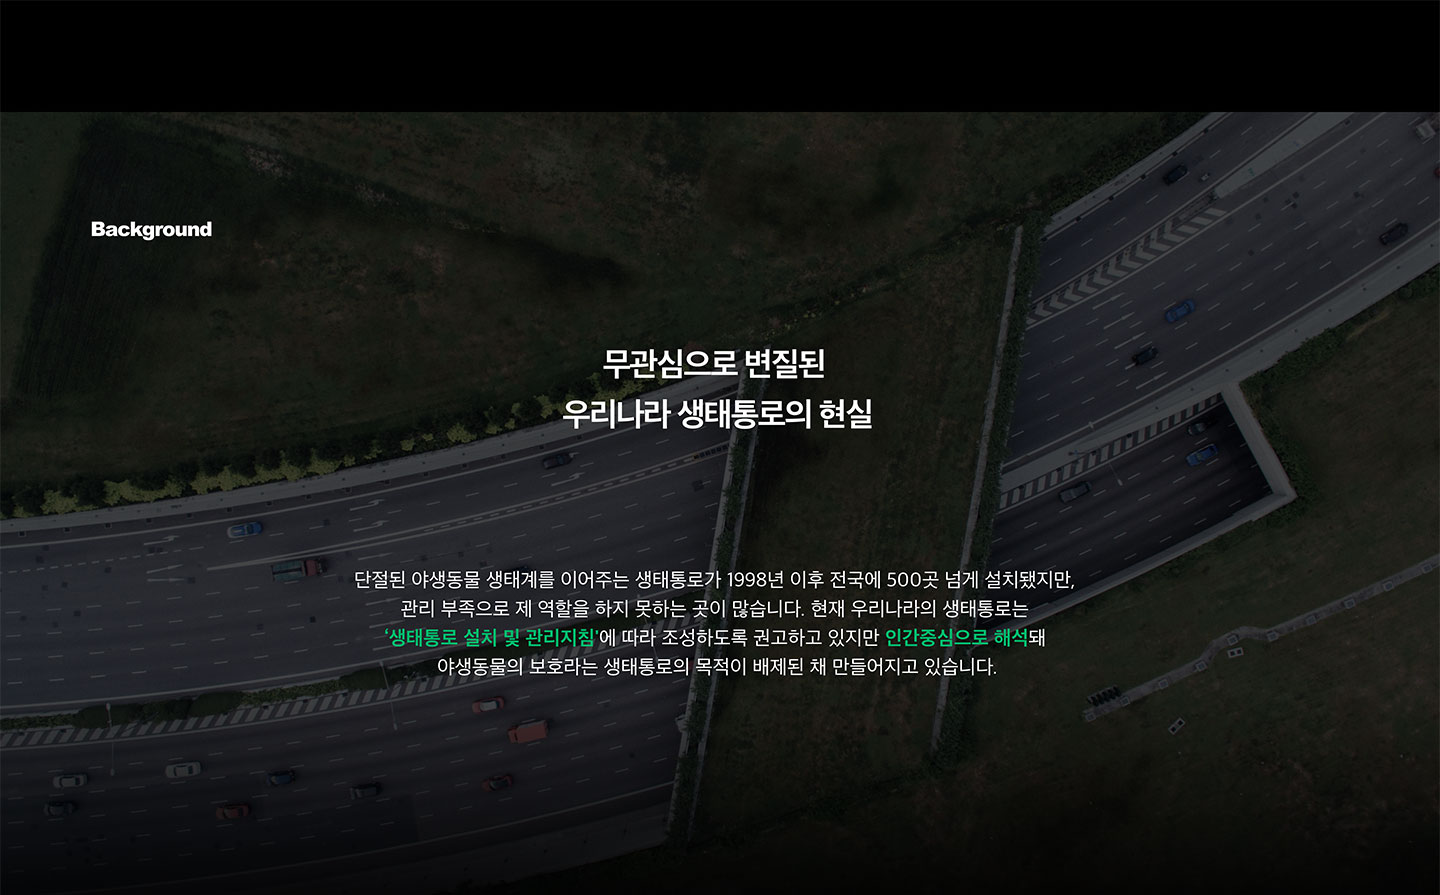 Background
무관심으로 변질된
우리나라 생태통로의 현실
단절된 야생동물 생태계를 이어주는 생태통로가 1998년 이후 전국에 500곳 넘게 설치됐지만,
관리 부족으로 제 역할을 하지 못하는 곳이 많습니다. 현재 우리나라의 생태통로는
‘생태통로 설치 및 관리지침’에 따라 조성하도록 권고하고 있지만 인간중심으로 해석돼
야생동물의 보호라는 생태통로의 목적이 배제된 채 만들어지고 있습니다.